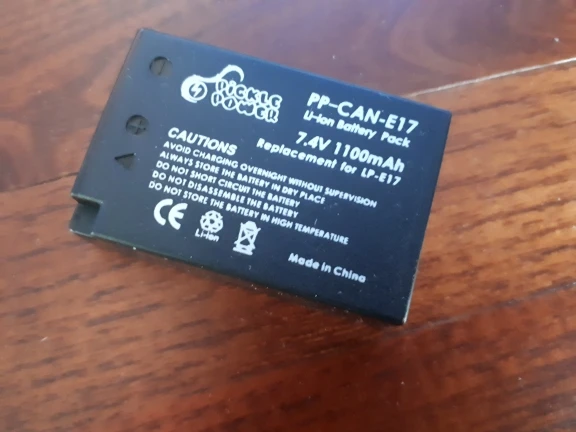 PICKLE
POWER
PP-CAN-E17
Li-Ion Battery Pack
7.4V 1100mAh
Replacement for LP-E17
CAUTIONS
AVOID CHARGING OVERNIGHT WITHOUT SUPERVISION
ALWAYS STORE THE BATTERY IN DRY PLACE
DO NOT SHORT CIRCUIT THE BATTERY
DO NOT DISASSEMBLE THE BATTERY
DO NOT STORE THE BATTERY IN HIGH TEMPERATURE
CE
Li-ion
Made in China